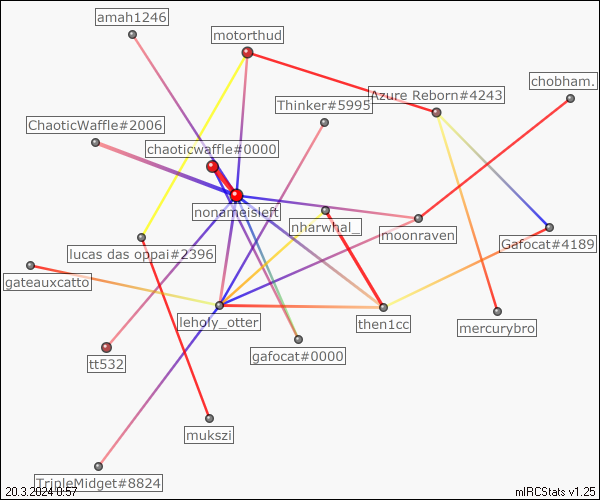 amah1246
motorthud
chobham.
Azure Reborn#4243
Thinker#5995
ChaoticWaffle#2006
chaoticwaffle#0000
nonameisleft
nharwhal_
moonraven
Gafocat#4189
lucas das oppai#2396
gateauxcatto
leholy_otter
then1cc
mercurybro
gafocat#0000
tt532
mukszi
TripleMidget#8824
20.3.2024 0:57
mIRCStats v1.25